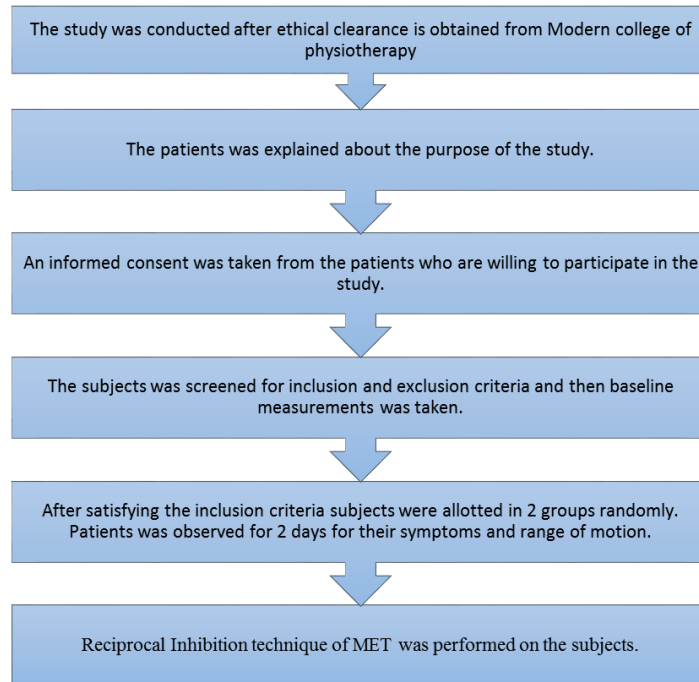 The study was conducted after ethical clearance is obtained from Modern college of
physiotherapy
The patients was explained about the purpose of the study.
An informed consent was taken from the patients who are willing to participate in the
study.
The subjects was screened for inclusion and exclusion criteria and then baseline
measurements was taken.
After satisfying the inclusion criteria subjects were allotted in 2 groups randomly.
Patients was observed for 2 days for their symptoms and range of motion.
Reciprocal Inhibition technique of MET was performed on the subjects.